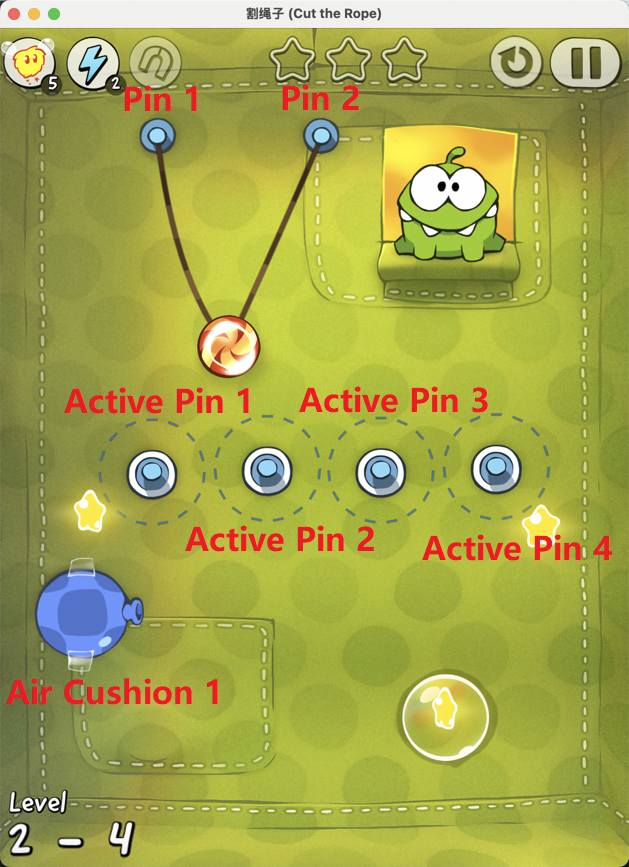 割绳子 (Cut the Rope)
5
2
Pin 1
Pin 2
Active Pin 1
Active Pin 3
Active Pin 2
Active Pin 4
Air Cushion 1
Level
2 - 4